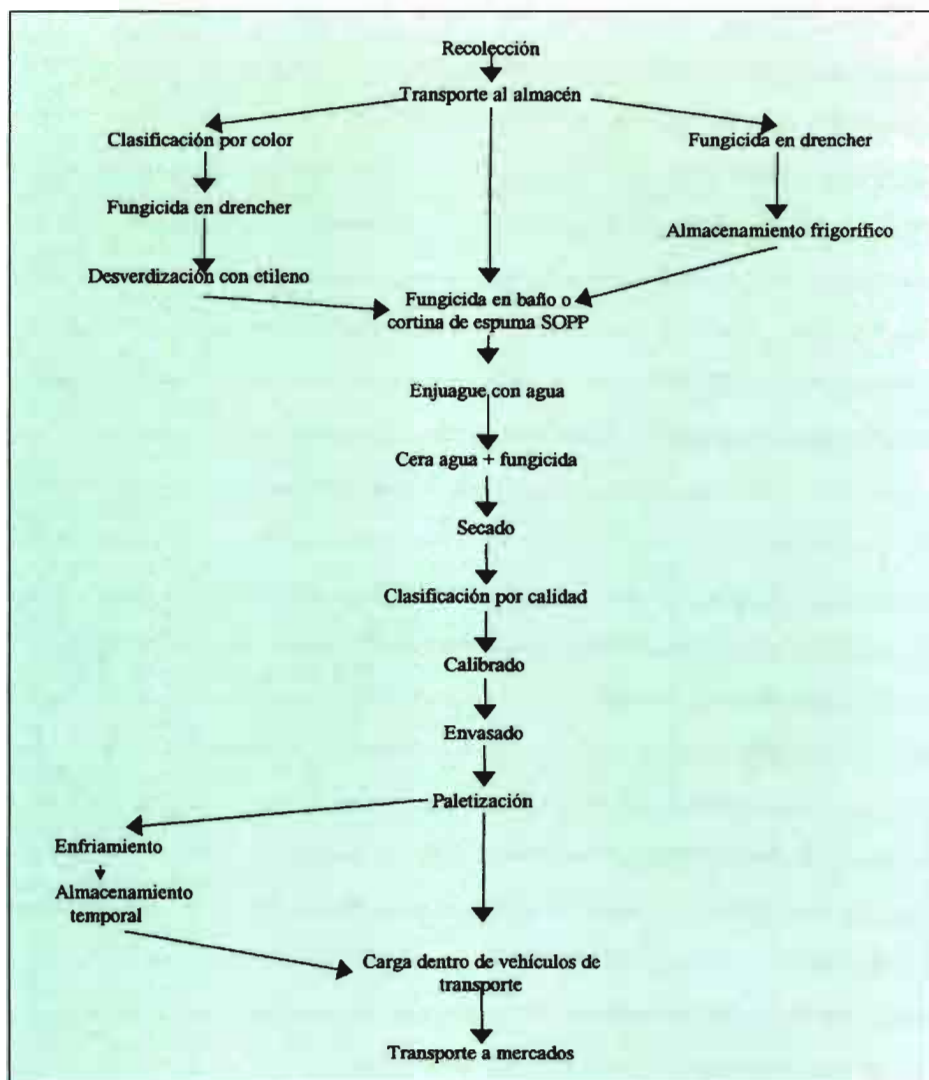 Recolección
Transporte al almacén
Clasificación por color
Fungicida en drencher
Fungicida en drencher
Almacenamiento frigorífico
Desverdización con etileno
Fungicida en baño o
cortina de espuma SOPP
Enjuague con agua
Cera agua + fungicida
Secado
Clasificación por calidad
Calibrado
Envasado
Paletización
Enfriamiento
Almacenamiento
temporal
Carga dentro de vehículos de
transporte
Transporte a mercados